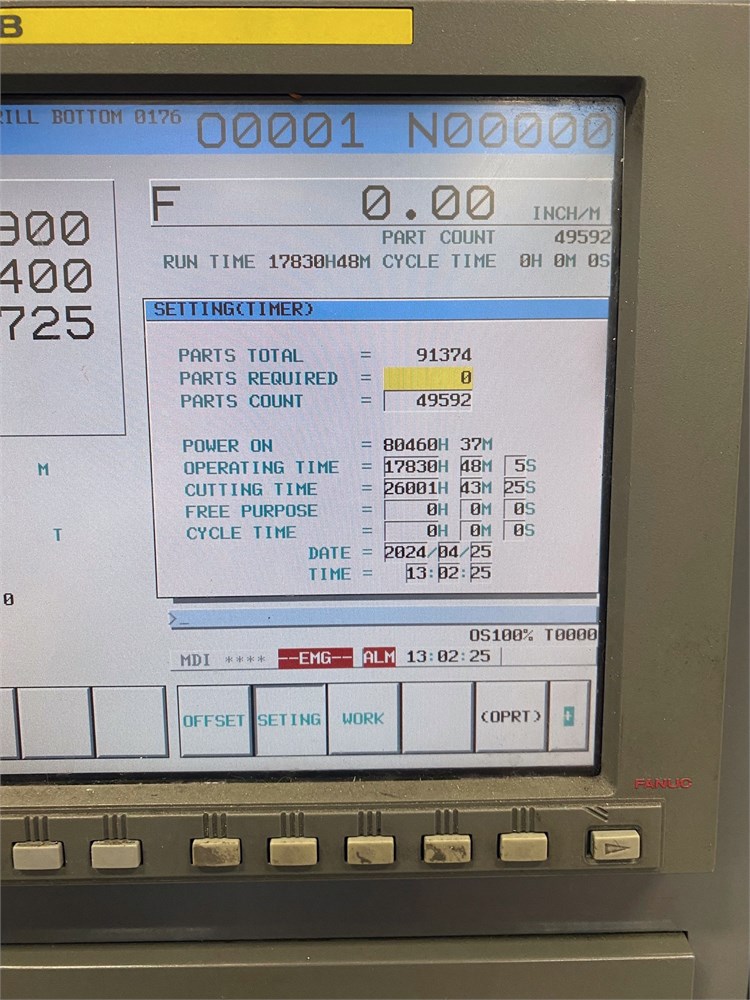 B
RILL BOTTOM 0176 O0001 N00000
F 0.00 INCH/M
900
400
725
PART COUNT 49592
RUN TIME 17830H48M CYCLE TIME 0H 0M 0S
SETTING(TIMER)
PARTS TOTAL = 91374
PARTS REQUIRED = 0
PARTS COUNT = 49592
POWER ON = 80460H 37M
M
OPERATING TIME = 17830H 48M 5S
CUTTING TIME = 26001H 43M 25S
FREE PURPOSE = 0H 0M 0S
T
CYCLE TIME = 0H 0M 0S
DATE = 2024/04/25
TIME = 13:02:25
0
>_
OS100% T0000
MDI **** --EMG-- ALM 13:02:25
OFFSET SETING WORK (OPRT) +
FANUC